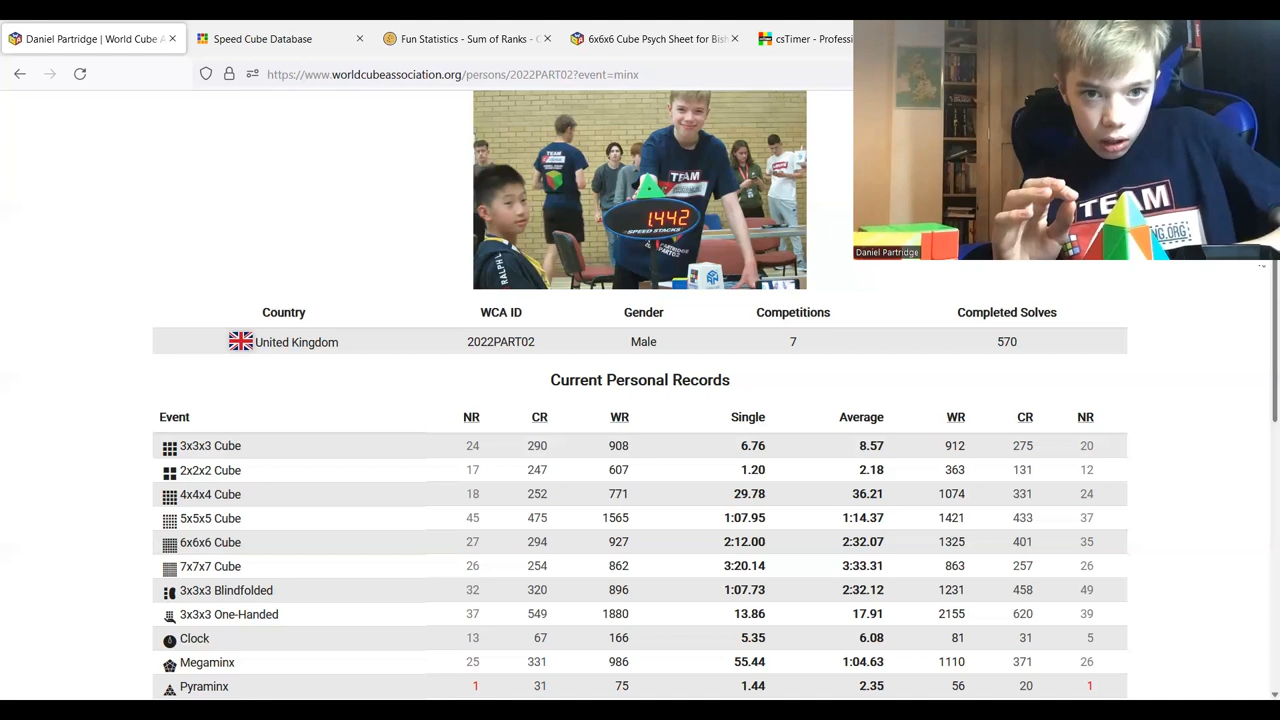 Daniel Partridge | World Cube A
Speed Cube Database
Fun Statistics - Sum of Ranks - C
6x6x6 Cube Psych Sheet for Bish
csTimer - Professi
https://www.worldcubeassociation.org/persons/2022PART02?event=minx
TEAM
1.442
SPEED STACKS
PARTRIDGE
PART02
RALPH
TEAM
NG.ORG
Daniel Partridge
Country WCA ID Gender Competitions Completed Solves
United Kingdom 2022PART02 Male 7 570
Current Personal Records
Event NR CR WR Single Average WR CR NR
3x3x3 Cube 24 290 908 6.76 8.57 912 275 20
2x2x2 Cube 17 247 607 1.20 2.18 363 131 12
4x4x4 Cube 18 252 771 29.78 36.21 1074 331 24
5x5x5 Cube 45 475 1565 1:07.95 1:14.37 1421 433 37
6x6x6 Cube 27 294 927 2:12.00 2:32.07 1325 401 35
7x7x7 Cube 26 254 862 3:20.14 3:33.31 863 257 26
3x3x3 Blindfolded 32 320 896 1:07.73 2:32.12 1231 458 49
3x3x3 One-Handed 37 549 1880 13.86 17.91 2155 620 39
Clock 13 67 166 5.35 6.08 81 31 5
Megaminx 25 331 986 55.44 1:04.63 1110 371 26
Pyraminx 1 31 75 1.44 2.35 56 20 1